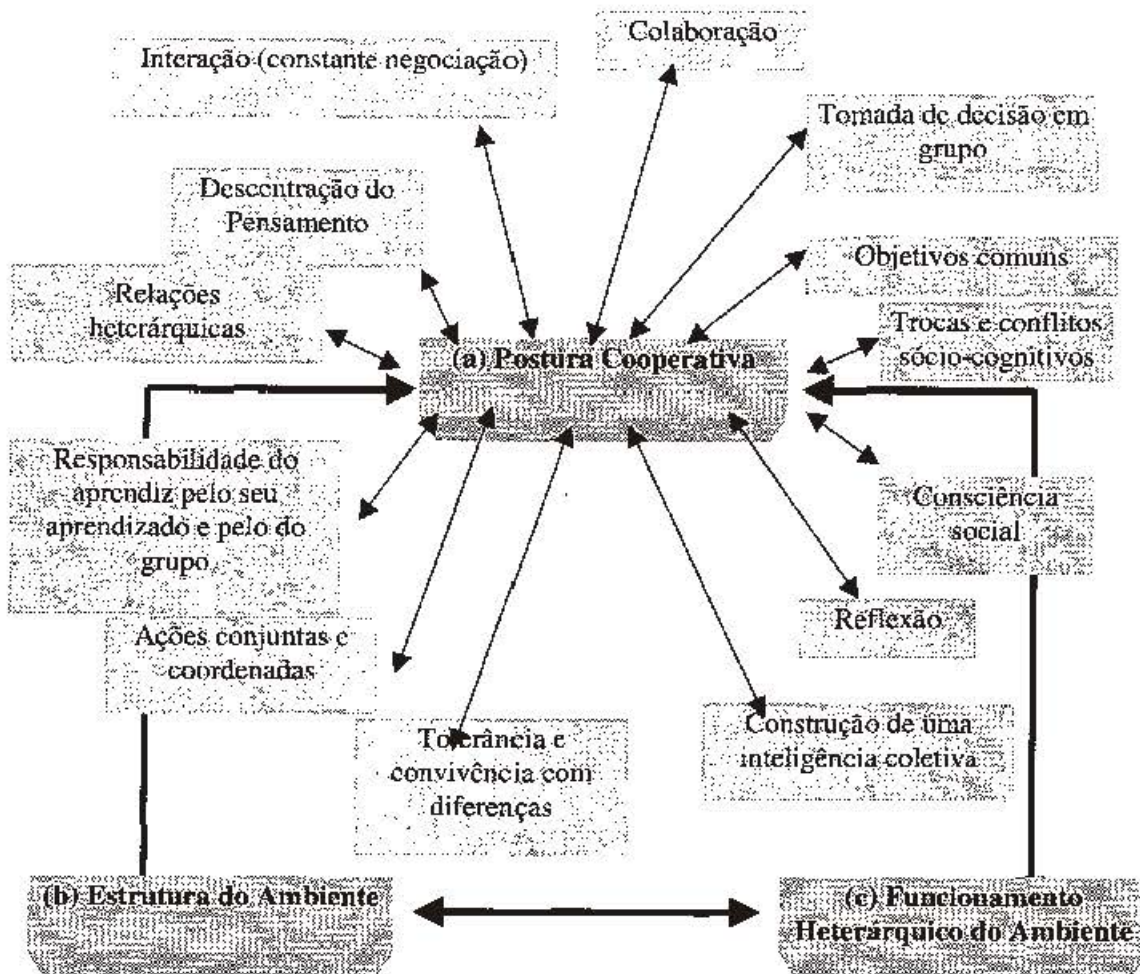 Colaboração
Interação (constante negociação)
Tomada de decisão em
grupo
Descentração do
Pensamento
Objetivos comuns
Relações
heterárquicas
Trocas e conflitos
sócio-cognitivos
(a) Postura Cooperativa
Responsabilidade do
aprendiz pelo seu
aprendizado e pelo do
grupo
Consciência
social
Reflexão
Ações conjuntas e
coordenadas
Construção de uma
inteligência coletiva
Tolerância e
convivência com
diferenças
(b) Estrutura do Ambiente
(c) Funcionamento
Heterárquico do Ambiente